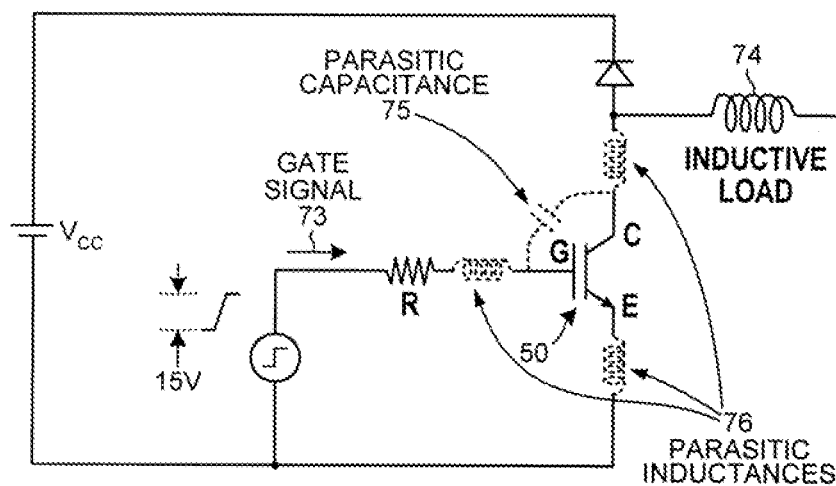 PARASITIC
CAPACITANCE
75
74
INDUCTIVE
LOAD
GATE
SIGNAL
73
VCC
G
C
R
E
50
15V
76
PARASITIC
INDUCTANCES